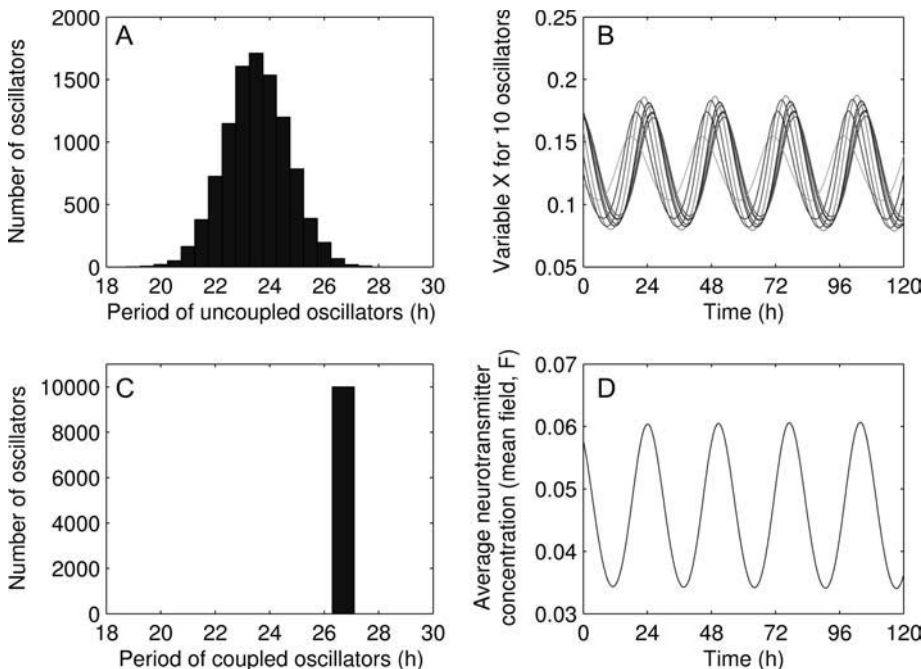 A
2000
1500
1000
500
0
Number of oscillators
18 20 22 24 26 28 30
Period of uncoupled oscillators (h)
B
0.25
0.2
0.15
0.1
0.05
Variable X for 10 oscillators
0 24 48 72 96 120
Time (h)
C
10000
8000
6000
4000
2000
0
Number of oscillators
18 20 22 24 26 28 30
Period of coupled oscillators (h)
D
0.07
0.06
0.05
0.04
0.03
Average neurotransmitter
concentration (mean field, F)
0 24 48 72 96 120
Time (h)